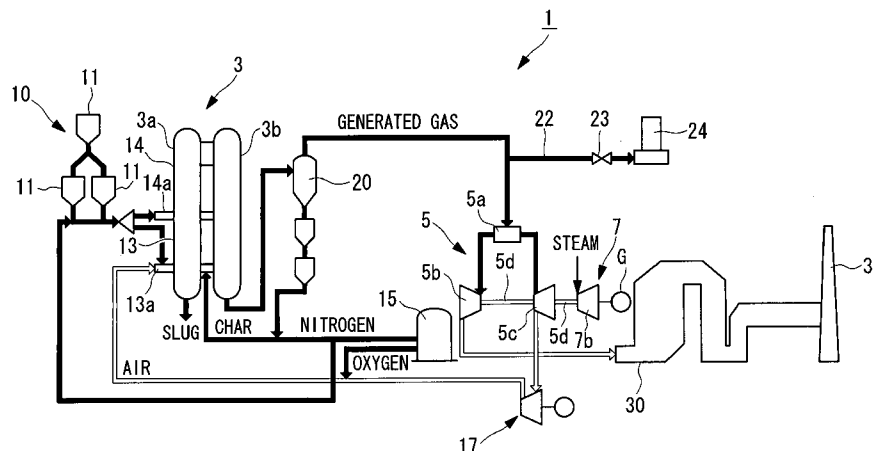 1
3
11
10
3a
3b
GENERATED GAS
14
22
23
24
11
11
14a
20
5a
13
5
STEAM
7
G
3
5b
5d
13a
15
5c
5d
7b
SLUG
CHAR
NITROGEN
OXYGEN
AIR
30
17